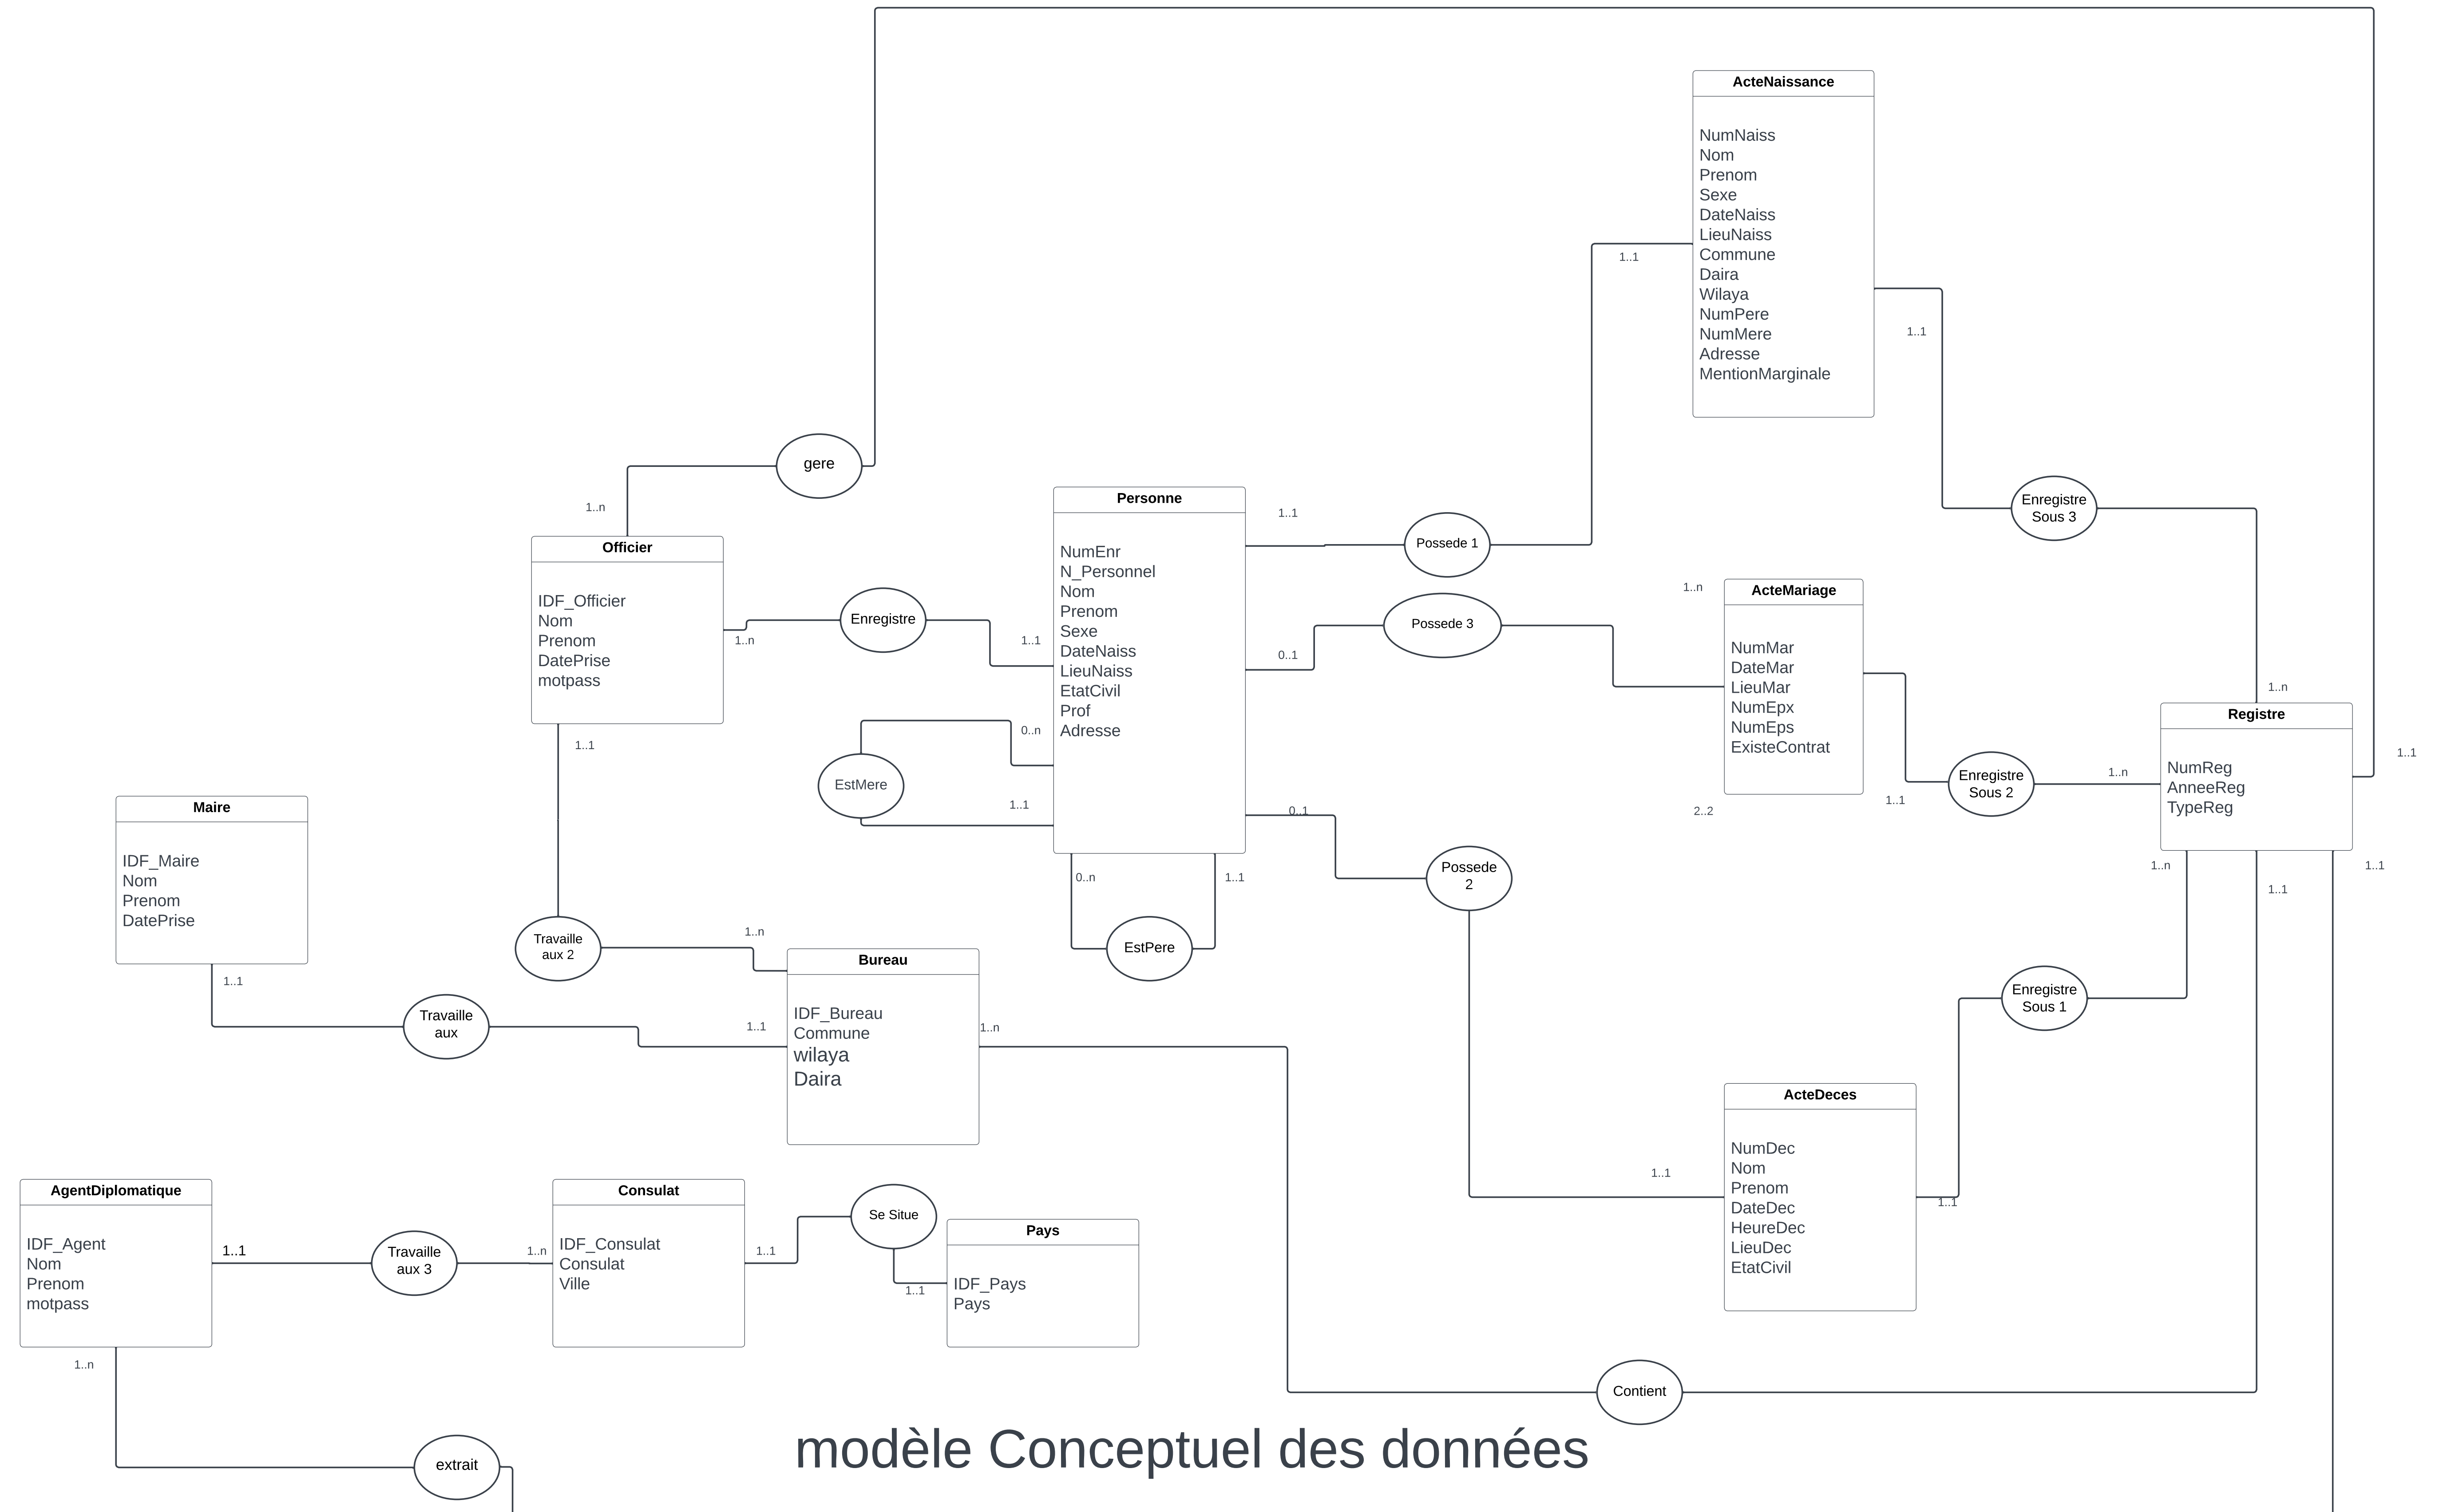 ActeNaissance
NumNaiss
Nom
Prenom
Sexe
DateNaiss
LieuNaiss
Commune
Daira
Wilaya
NumPere
NumMere
Adresse
MentionMarginale
1..1
1..1
gere
1..n
Officier
IDF_Officier
Nom
Prenom
DatePrise
motpass
1..n
Enregistre
1..1
1..1
Personne
NumEnr
N_Personnel
Nom
Prenom
Sexe
DateNaiss
LieuNaiss
EtatCivil
Prof
Adresse
1..1
Possede 1
0..1
Possede 3
1..n
ActeMariage
NumMar
DateMar
LieuMar
NumEpx
NumEps
ExisteContrat
2..2
1..1
Enregistre
Sous 3
1..n
Enregistre
Sous 2
1..n
Registre
NumReg
AnneeReg
TypeReg
1..1
1..n
1..1
1..1
0..n
EstMere
1..1
0..n
1..1
EstPere
0..1
Possede
2
Maire
IDF_Maire
Nom
Prenom
DatePrise
1..1
Travaille
aux
1..1
Travaille
aux 2
1..n
Bureau
IDF_Bureau
Commune
wilaya
Daira
1..n
Enregistre
Sous 1
ActeDeces
NumDec
Nom
Prenom
DateDec
HeureDec
LieuDec
EtatCivil
1..1
1..1
AgentDiplomatique
IDF_Agent
Nom
Prenom
motpass
1..1
Travaille
aux 3
1..n
Consulat
IDF_Consulat
Consulat
Ville
1..1
Se Situe
1..1
Pays
IDF_Pays
Pays
1..n
Contient
extrait
modèle Conceptuel des données